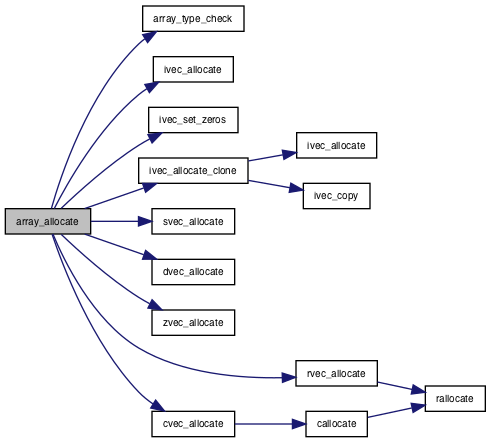 array_type_check
ivec_allocate
ivec_set_zeros
ivec_allocate_clone
ivec_allocate
ivec_copy
array_allocate
svec_allocate
dvec_allocate
zvec_allocate
rvec_allocate
rallocate
cvec_allocate
callocate